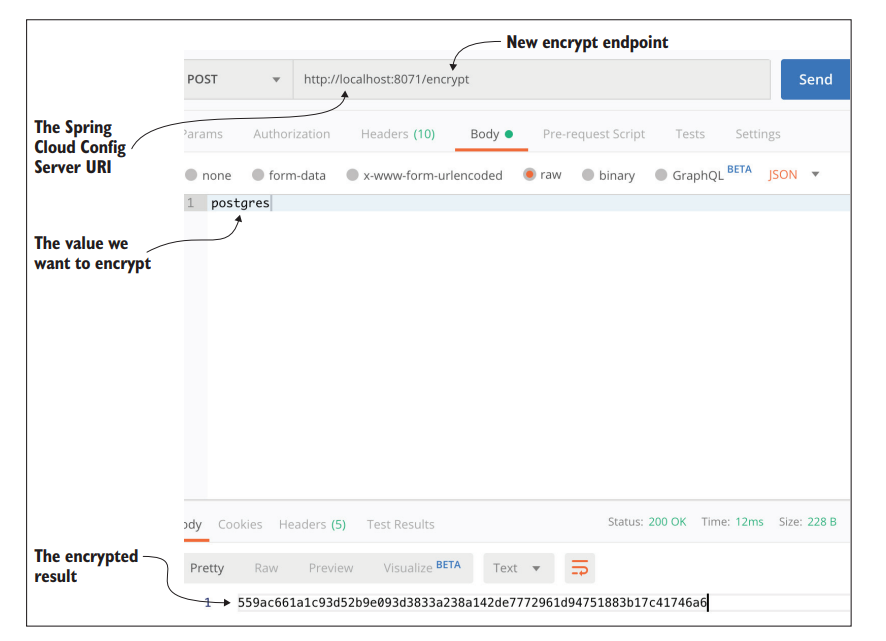 New encrypt endpoint
POST http://localhost:8071/encrypt Send
The Spring
Cloud Config
Server URI
Params Authorization Headers (10) Body Pre-request Script Tests Settings
none form-data x-www-form-urlencoded raw binary GraphQL BETA JSON
1 postgres
The value we
want to encrypt
ody Cookies Headers (5) Test Results Status: 200 OK Time: 12ms Size: 228 B
The encrypted
result
Pretty Raw Preview Visualize BETA Text
1 559ac661a1c93d52b9e093d3833a238a142de7772961d94751883b17c41746a6